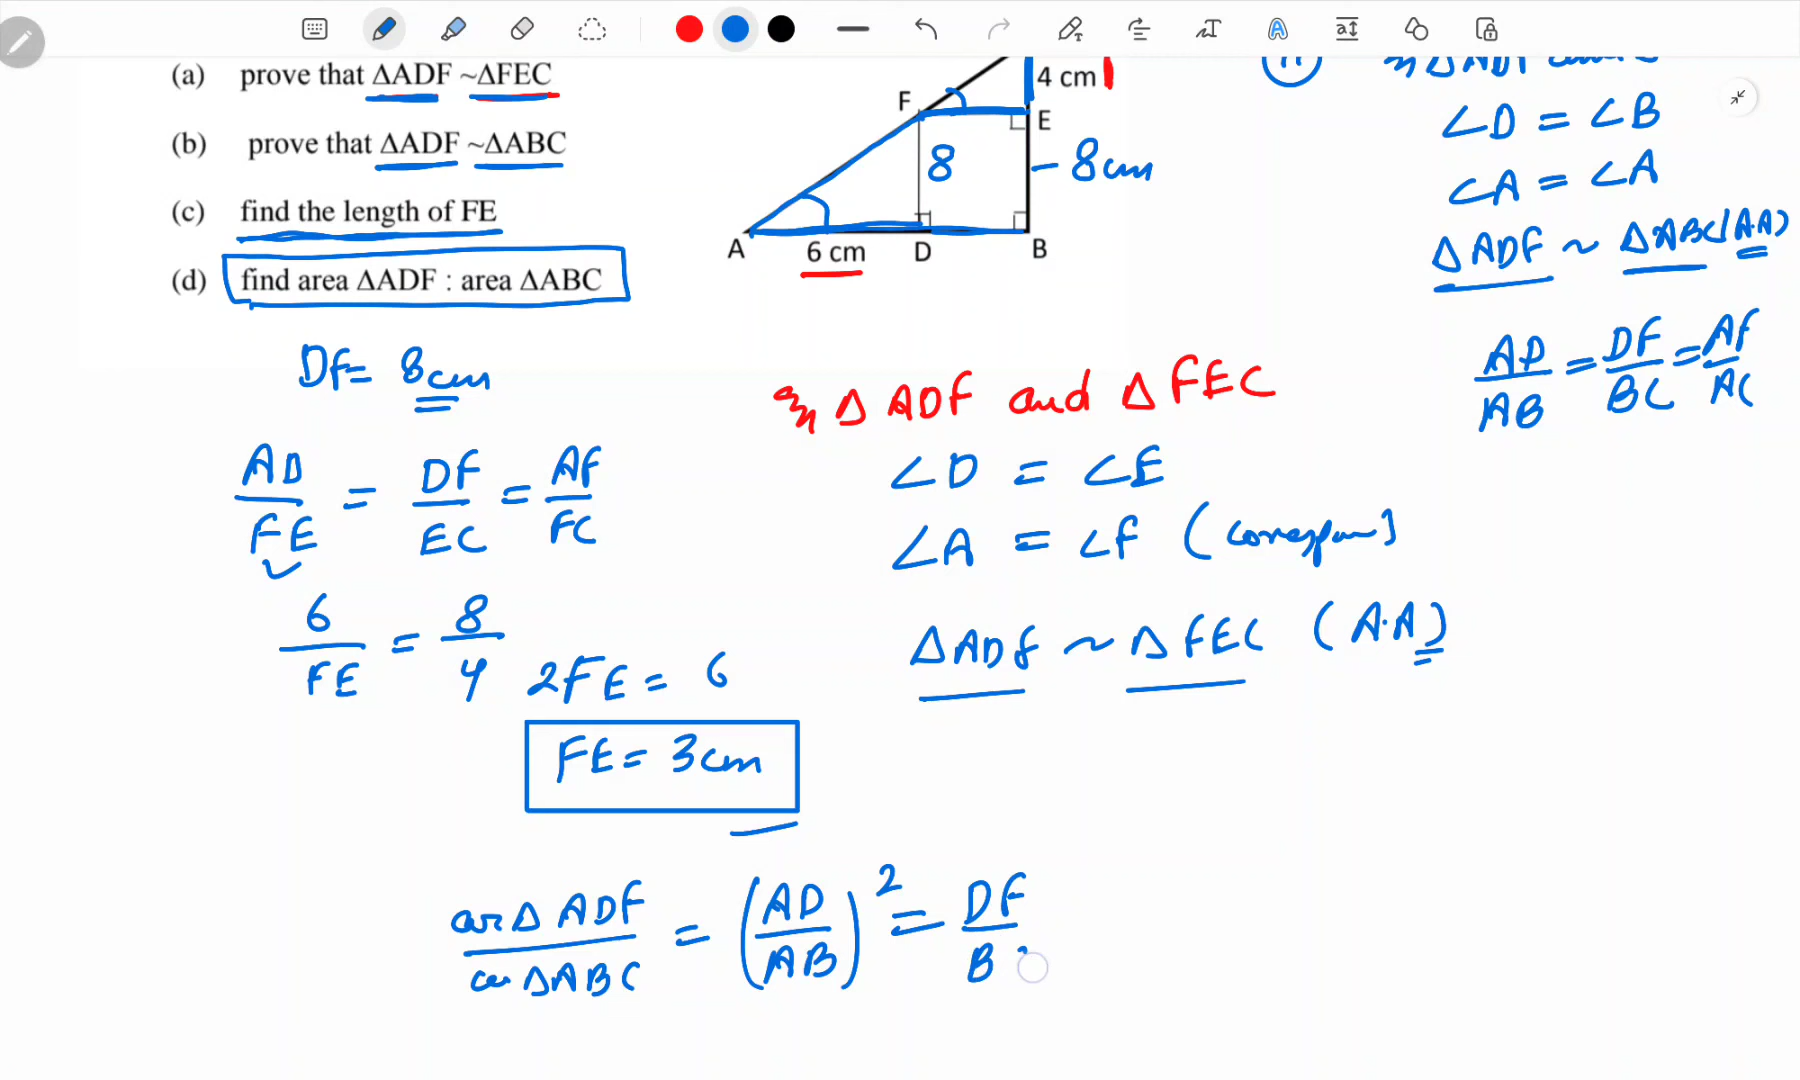 (a) prove that ΔADF ~ΔFEC
(b) prove that ΔADF ~ΔABC
(c) find the length of FE
(d) find area ΔADF : area ΔABC
4 cm
F
E
8
- 8cm
A
6 cm
D
B
11
∠D = ∠B
∠A = ∠A
ΔADF ~ ΔABC (A.A)
AD/AB = DF/BC = AF/AC
DF = 8cm
AD/FE = DF/EC = AF/FC
6/FE = 8/4
2FE = 6
FE = 3cm
In Δ ADF and Δ FEC
∠D = ∠E
∠A = ∠F
ΔADF ~ ΔFEC (A.A)
ar Δ ADF / ar ΔABC = (AD/AB)² = DF/B